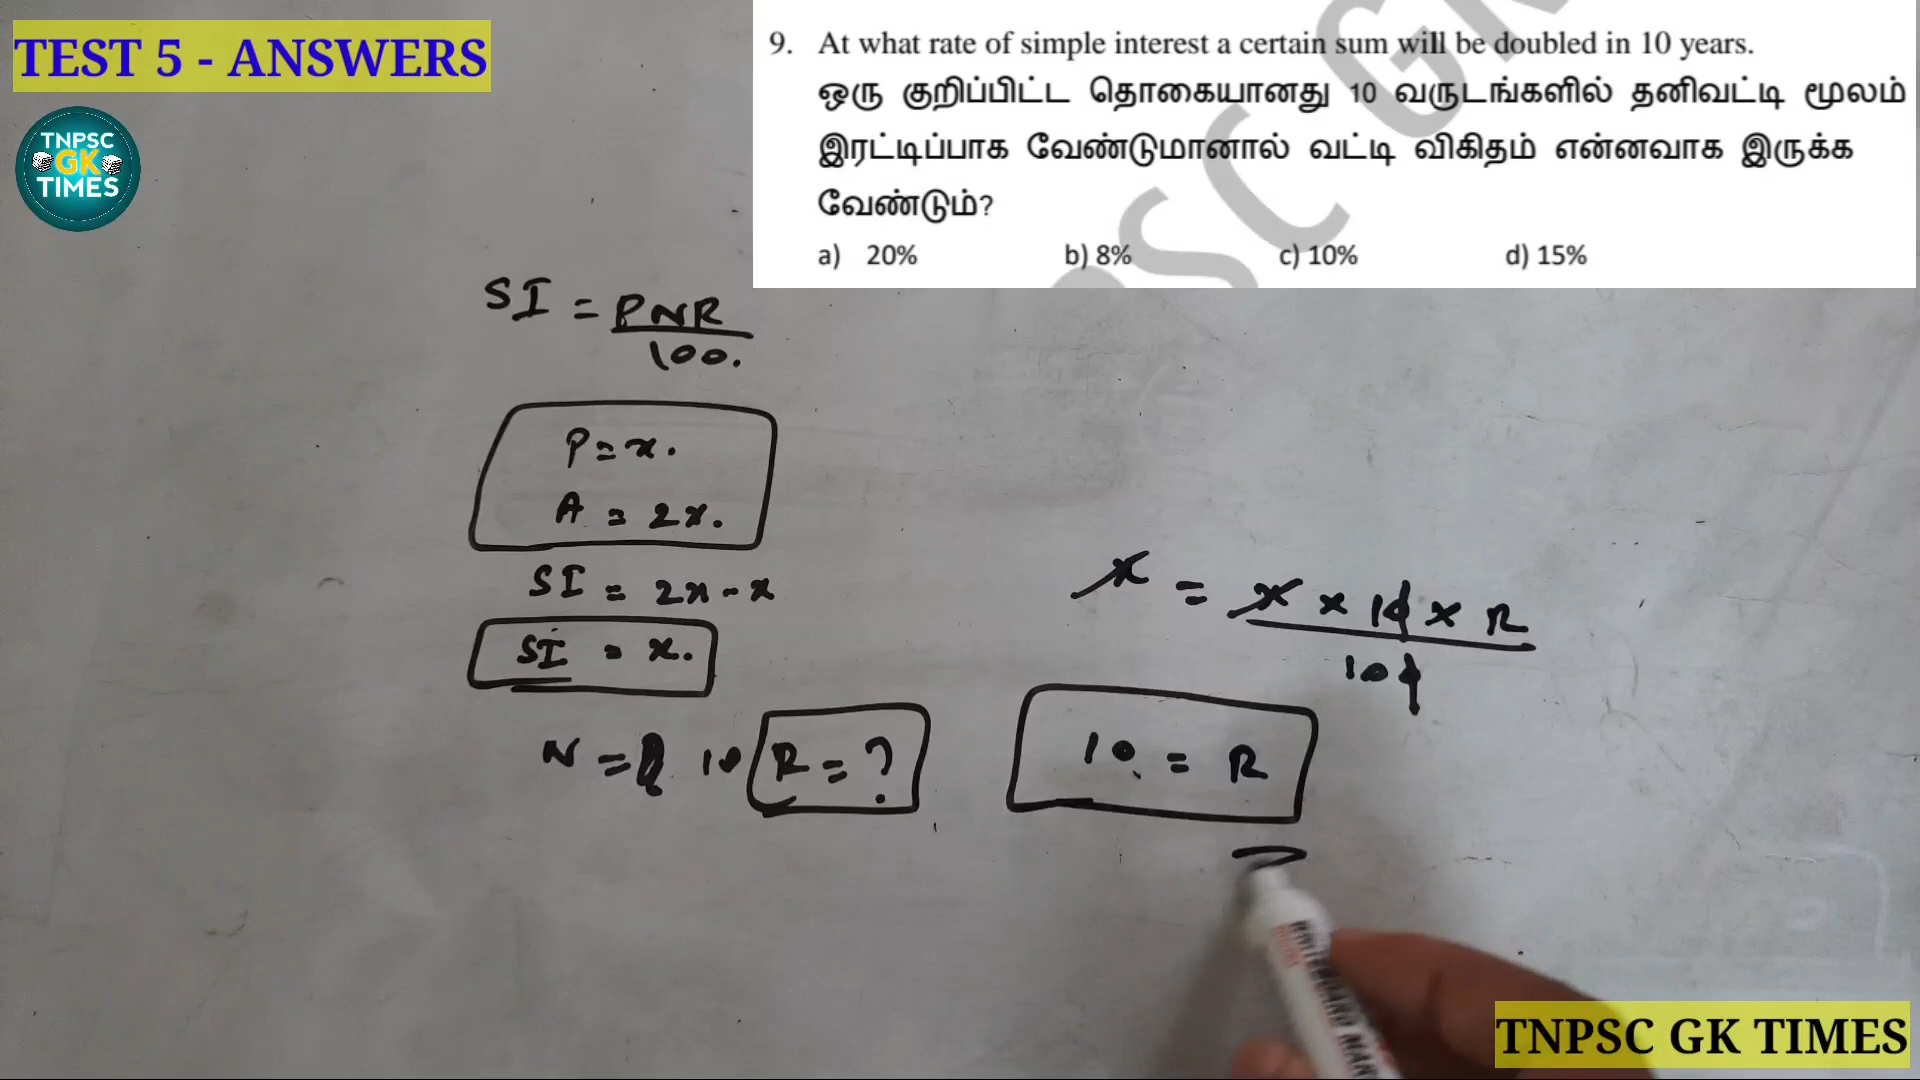 TEST 5 - ANSWERS
TNPSC
GK
TIMES
9. At what rate of simple interest a certain sum will be doubled in 10 years.
ஒரு குறிப்பிட்ட தொகையானது 10 வருடங்களில் தனிவட்டி மூலம்
இரட்டிப்பாக வேண்டுமானால் வட்டி விகிதம் என்னவாக இருக்க
வேண்டும்?
a) 20% b) 8% c) 10% d) 15%
SI = PNR
100.
P = x.
A = 2x.
SI = 2x - x
SI = x.
N = 10 R = ?
x = x × 10 × R
100
10 = R
TNPSC GK TIMES